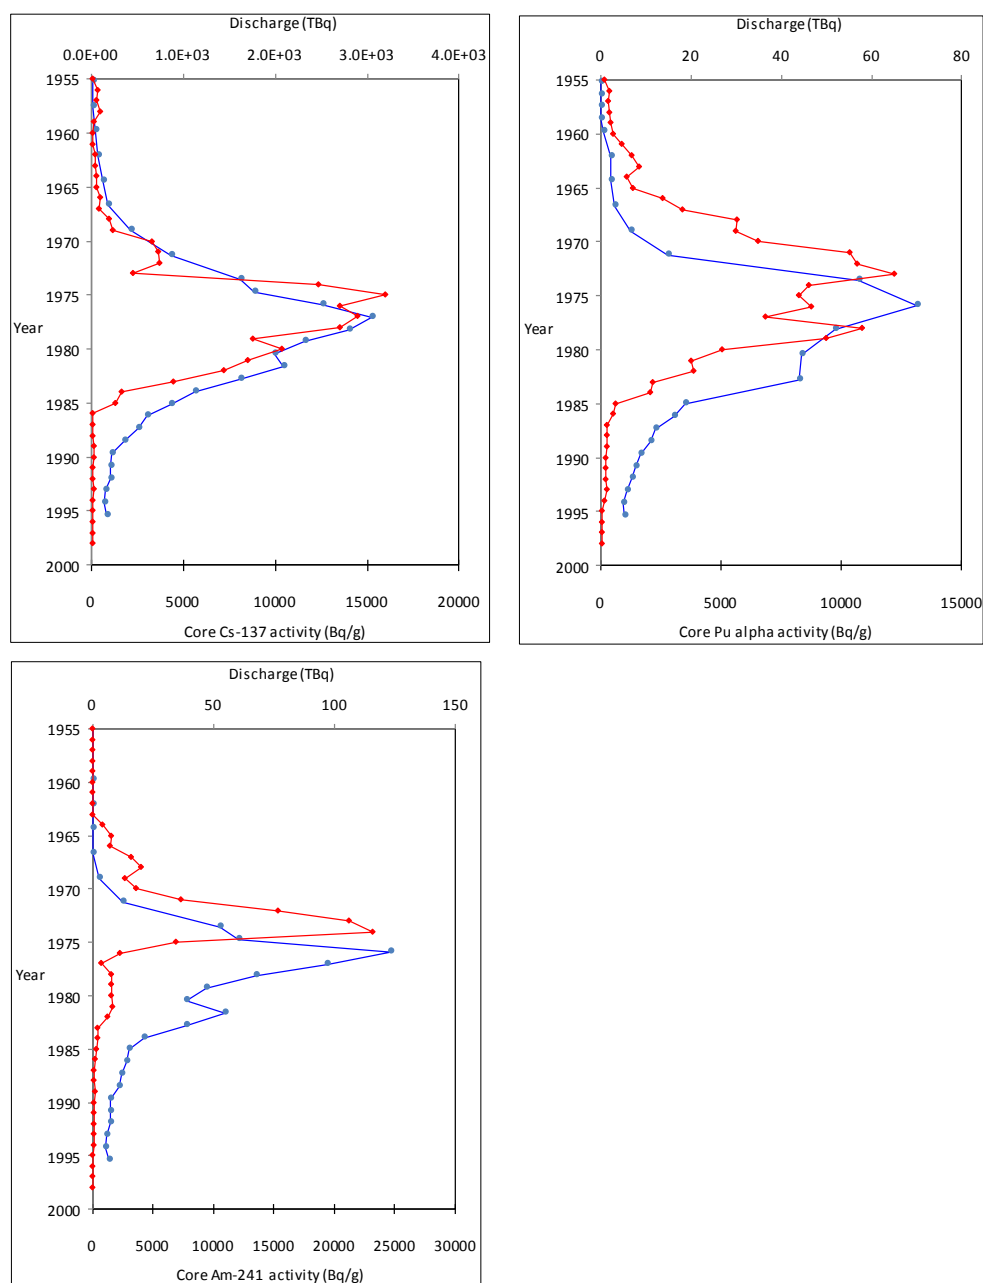 Discharge (TBq)
0.0E+00 1.0E+03 2.0E+03 3.0E+03 4.0E+03
1955
1960
1965
1970
1975
Year
1980
1985
1990
1995
2000
0 5000 10000 15000 20000
Core Cs-137 activity (Bq/g)
Discharge (TBq)
0 20 40 60 80
1955
1960
1965
1970
1975
Year
1980
1985
1990
1995
2000
0 5000 10000 15000
Core Pu alpha activity (Bq/g)
Discharge (TBq)
0 50 100 150
1955
1960
1965
1970
1975
Year
1980
1985
1990
1995
2000
0 5000 10000 15000 20000 25000 30000
Core Am-241 activity (Bq/g)